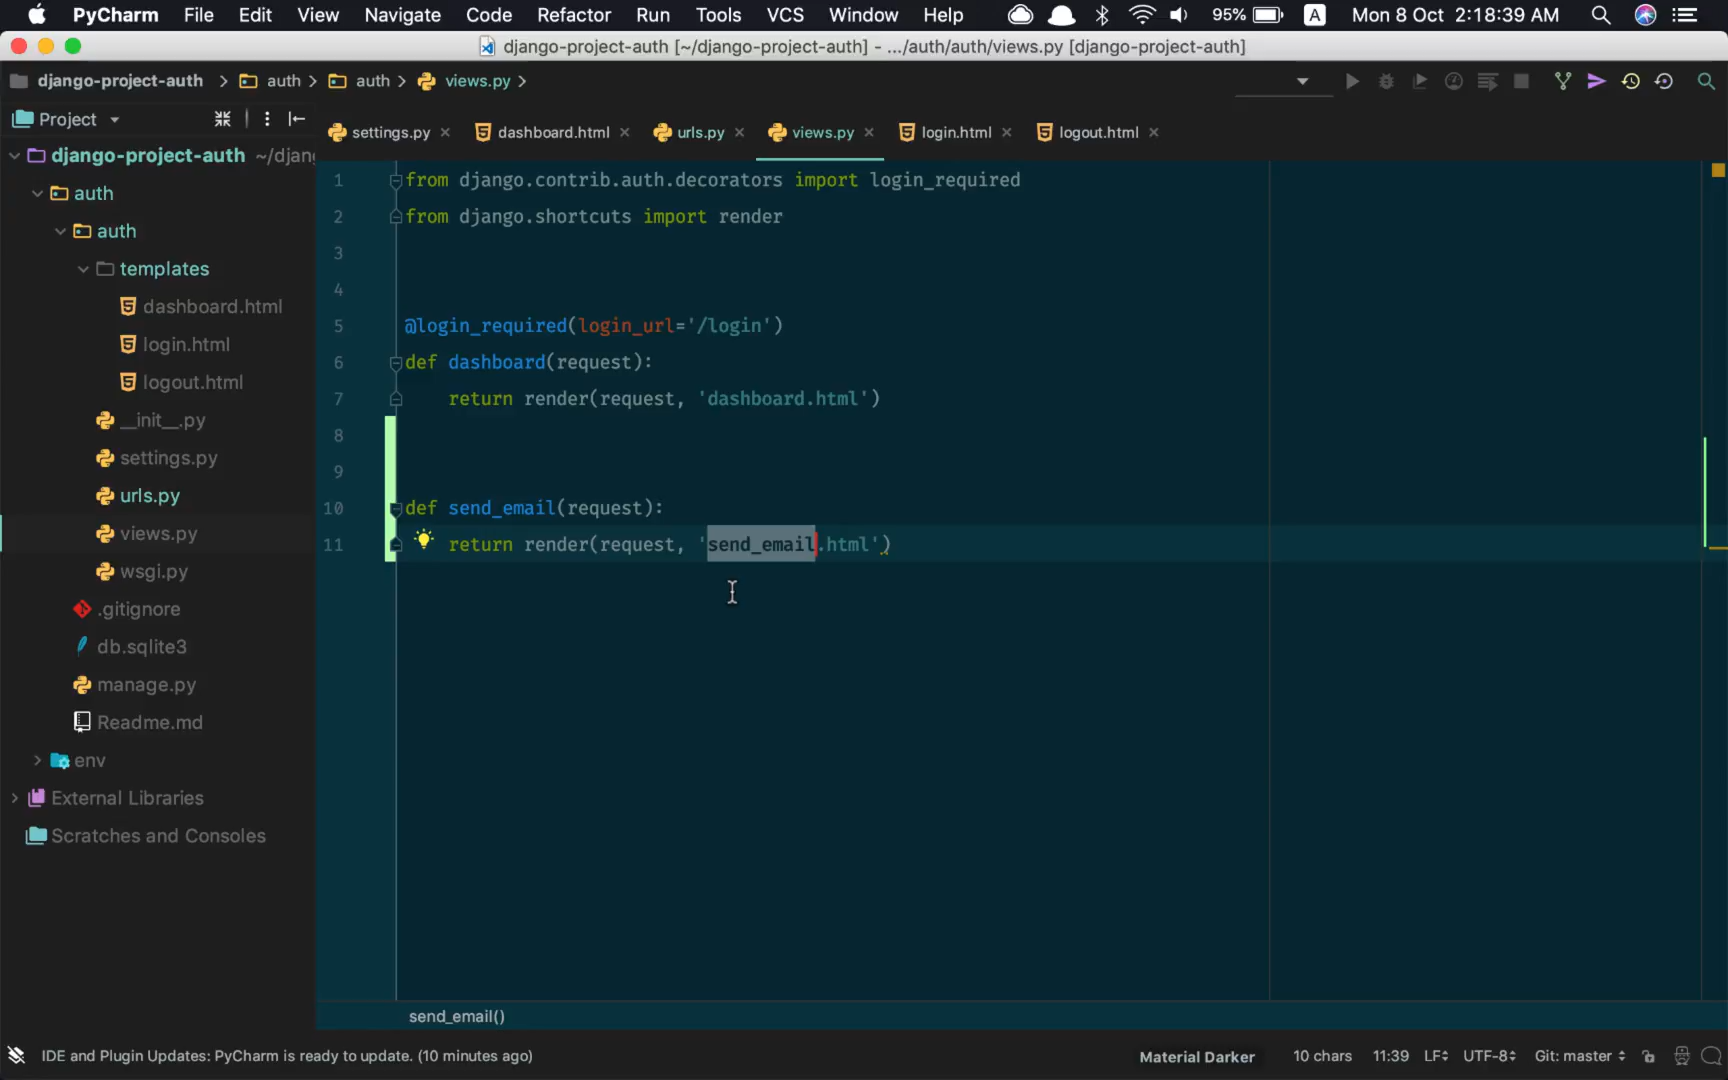 PyCharm File Edit View Navigate Code Refactor Run Tools VCS Window Help 95% A Mon 8 Oct 2:18:39 AM
django-project-auth [~/django-project-auth] - .../auth/auth/views.py [django-project-auth]
django-project-auth auth auth views.py
Project
settings.py dashboard.html urls.py views.py login.html logout.html
django-project-auth ~/djan
auth
auth
templates
dashboard.html
login.html
logout.html
__init__.py
settings.py
urls.py
views.py
wsgi.py
.gitignore
db.sqlite3
manage.py
Readme.md
env
External Libraries
Scratches and Consoles
1 from django.contrib.auth.decorators import login_required
2 from django.shortcuts import render
3
4
5 @login_required(login_url='/login')
6 def dashboard(request):
7 return render(request, 'dashboard.html')
8
9
10 def send_email(request):
11 return render(request, 'send_email.html')
send_email()
IDE and Plugin Updates: PyCharm is ready to update. (10 minutes ago) Material Darker 10 chars 11:39 LF UTF-8 Git: master